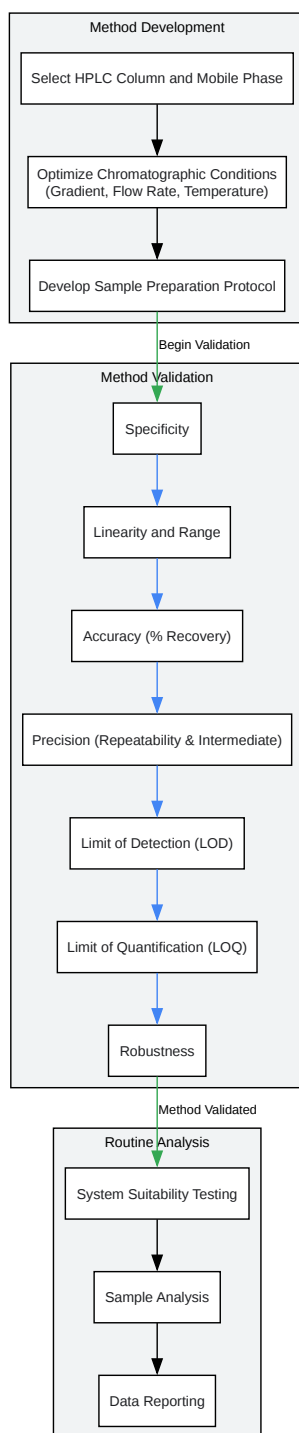 Method Development
Select HPLC Column and Mobile Phase
Optimize Chromatographic Conditions
(Gradient, Flow Rate, Temperature)
Develop Sample Preparation Protocol
Begin Validation
Method Validation
Specificity
Linearity and Range
Accuracy (% Recovery)
Precision (Repeatability & Intermediate)
Limit of Detection (LOD)
Limit of Quantification (LOQ)
Robustness
Method Validated
Routine Analysis
System Suitability Testing
Sample Analysis
Data Reporting